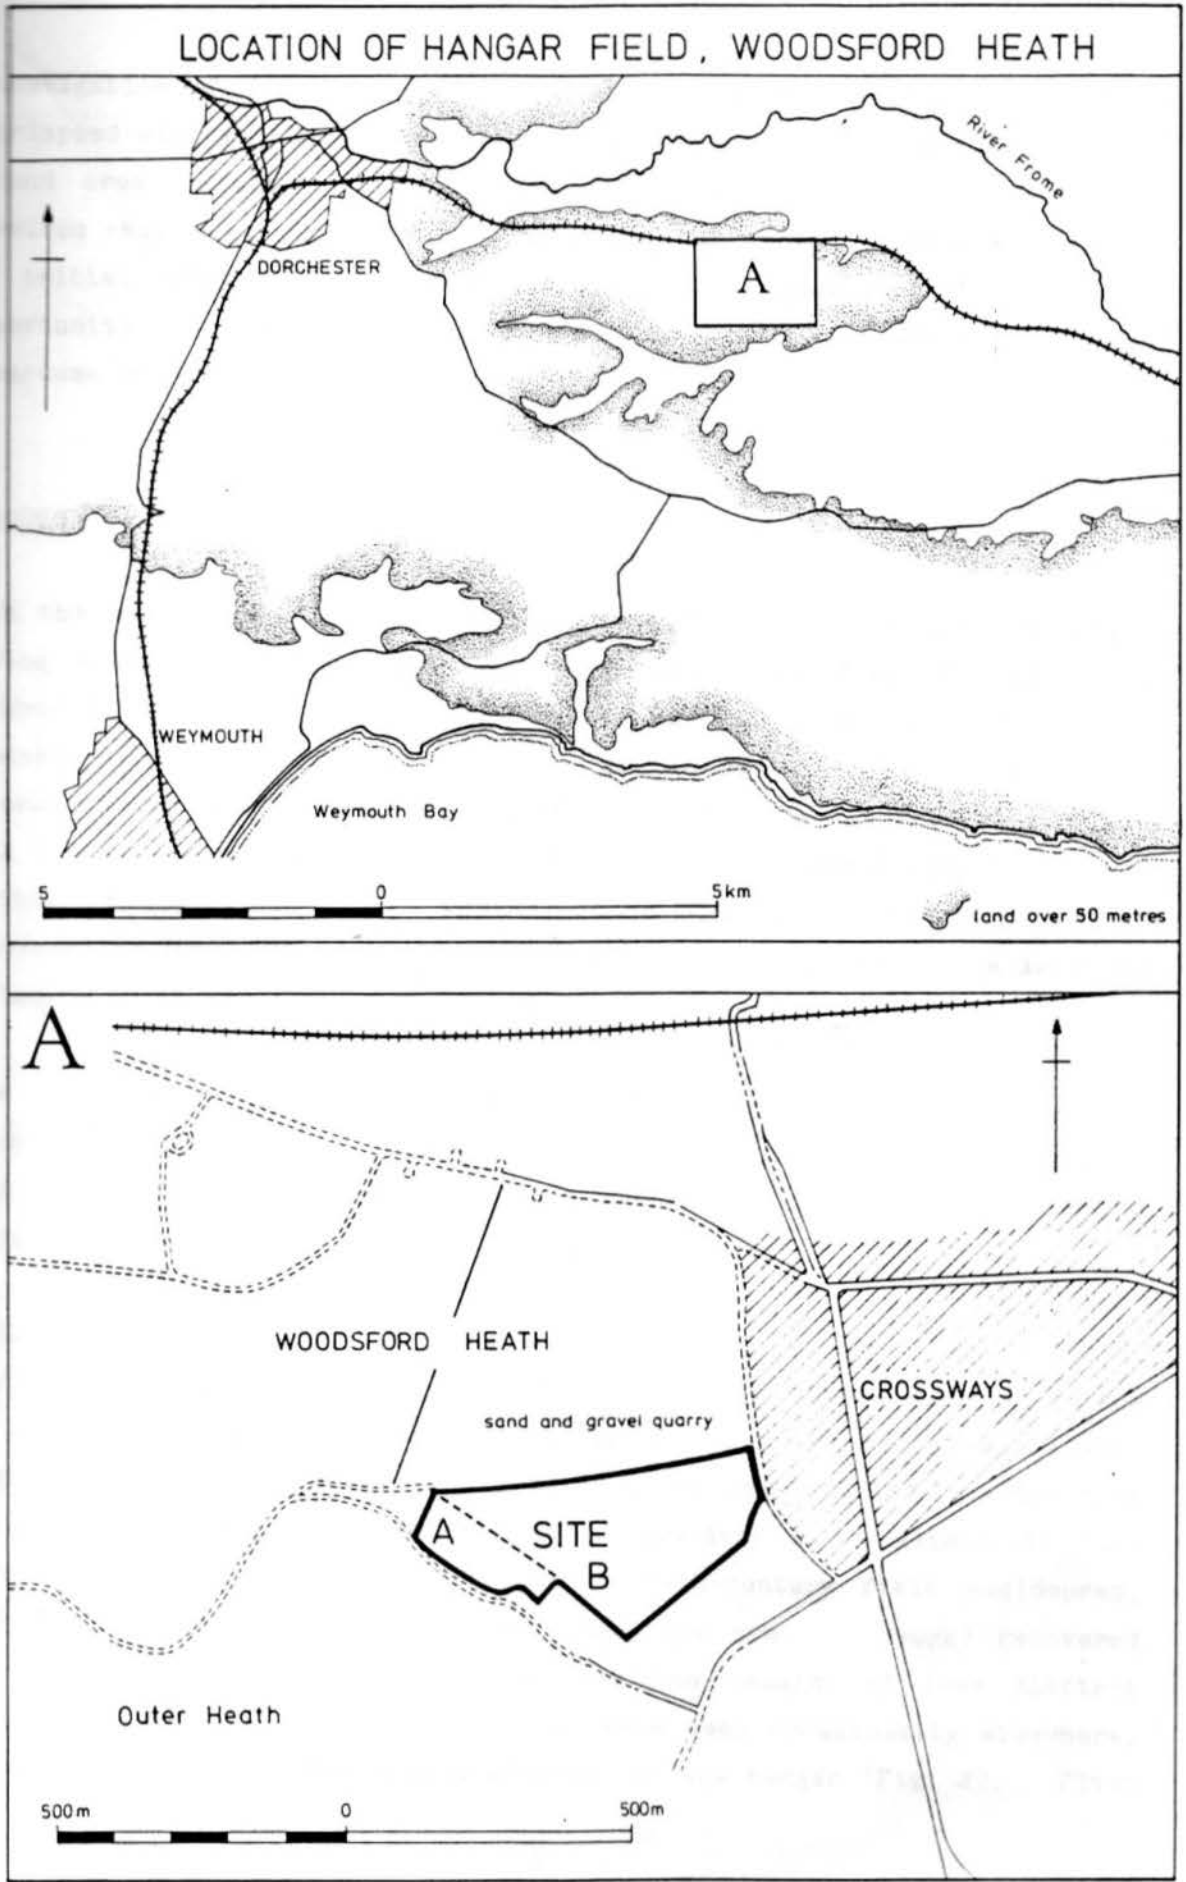 LOCATION OF HANGAR FIELD, WOODSFORD HEATH
River Frome
DORCHESTER
A
WEYMOUTH
Weymouth Bay
5 0 5km
land over 50 metres
A
WOODSFORD HEATH
CROSSWAYS
sand and gravel quarry
A SITE
B
Outer Heath
500m 0 500m